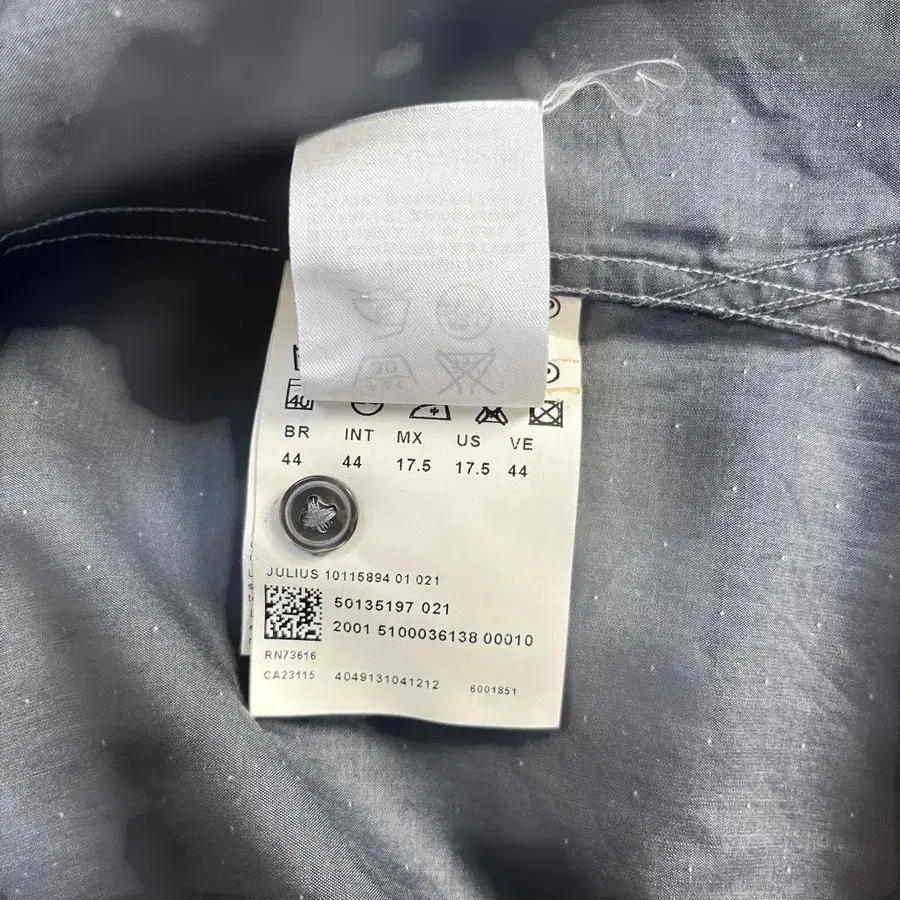 40
BR INT MX US VE
44 44 17.5 17.5 44
JULIUS 10115894 01 021
50135197 021
2001 5100036138 00010
RN73616
CA23115 4049131041212 6001851